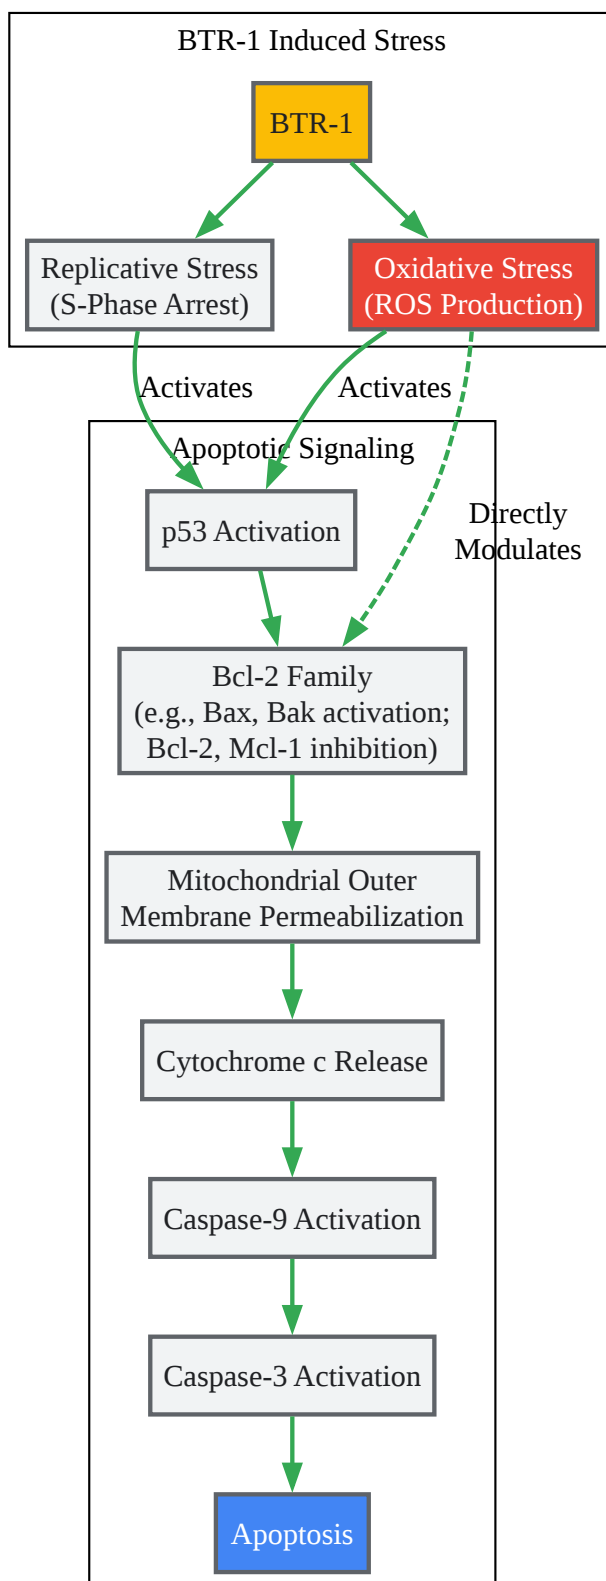 BTR-1 Induced Stress
BTR-1
Replicative Stress
(S-Phase Arrest)
Oxidative Stress
(ROS Production)
Activates
Activates
Apoptotic Signaling
p53 Activation
Directly
Modulates
Bcl-2 Family
(e.g., Bax, Bak activation;
Bcl-2, Mcl-1 inhibition)
Mitochondrial Outer
Membrane Permeabilization
Cytochrome c Release
Caspase-9 Activation
Caspase-3 Activation
Apoptosis